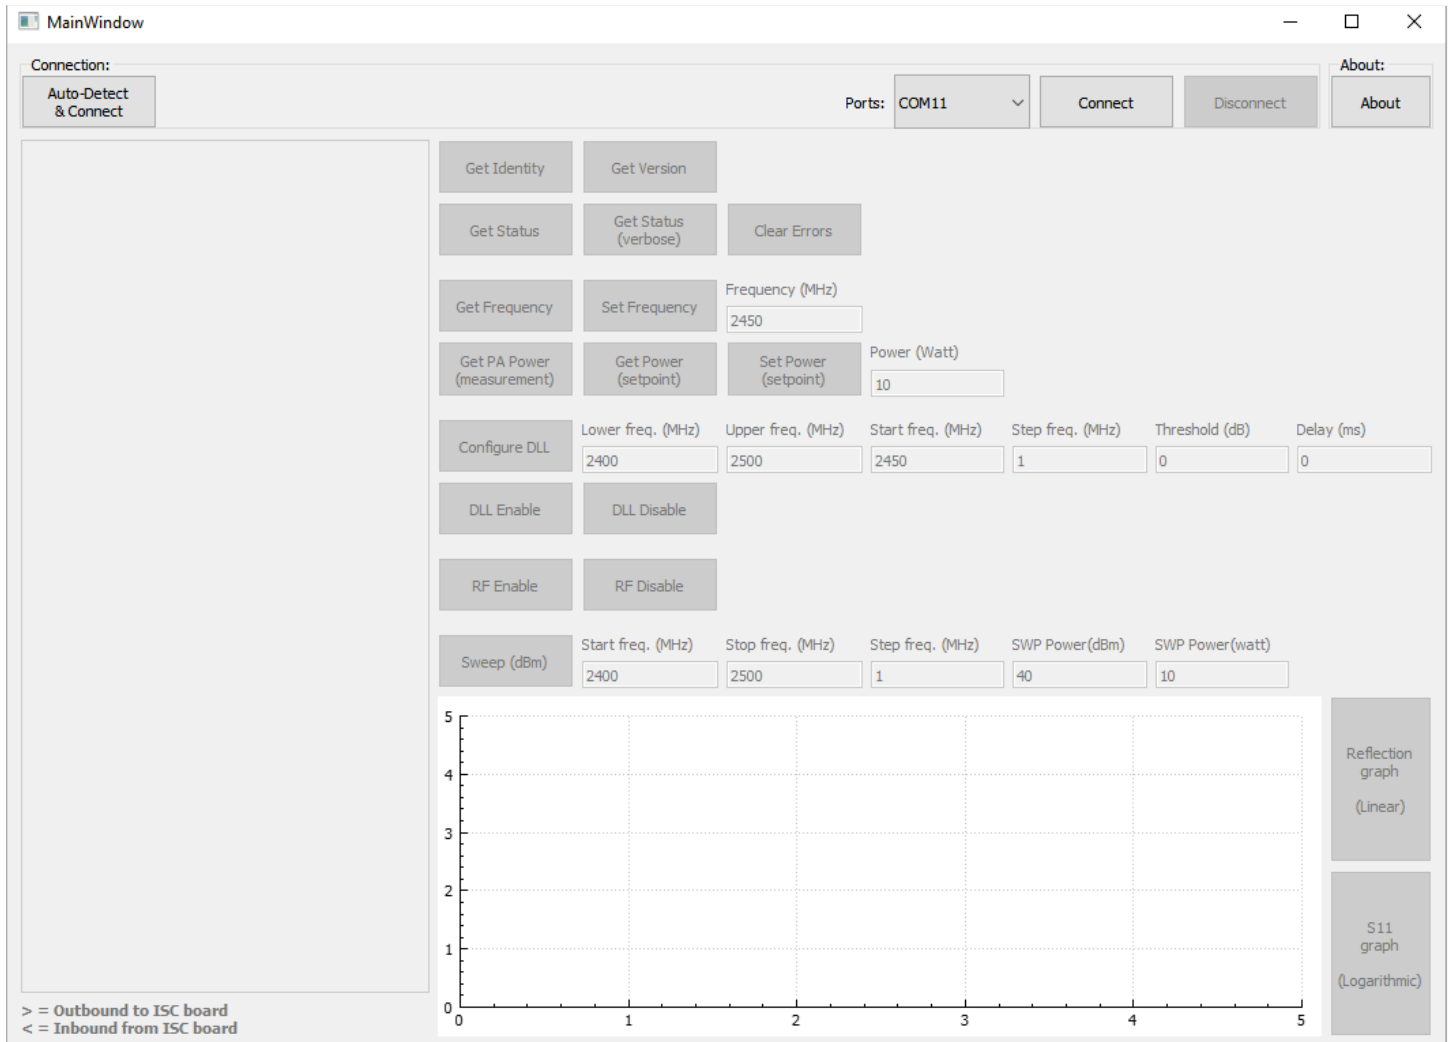 MainWindow
Connection:
About:
Auto-Detect
& Connect
Ports:
COM11
Connect
Disconnect
About
Get Identity
Get Version
Get Status
Get Status
(verbose)
Clear Errors
Get Frequency
Set Frequency
Frequency (MHz)
2450
Get PA Power
(measurement)
Get Power
(setpoint)
Set Power
(setpoint)
Power (Watt)
10
Configure DLL
Lower freq. (MHz)
2400
Upper freq. (MHz)
2500
Start freq. (MHz)
2450
Step freq. (MHz)
1
Threshold (dB)
0
Delay (ms)
0
DLL Enable
DLL Disable
RF Enable
RF Disable
Sweep (dBm)
Start freq. (MHz)
2400
Stop freq. (MHz)
2500
Step freq. (MHz)
1
SWP Power(dBm)
40
SWP Power(watt)
10
5
4
3
2
1
0
0 1 2 3 4 5
Reflection
graph
(Linear)
S11
graph
(Logarithmic)
> = Outbound to ISC board
< = Inbound from ISC board